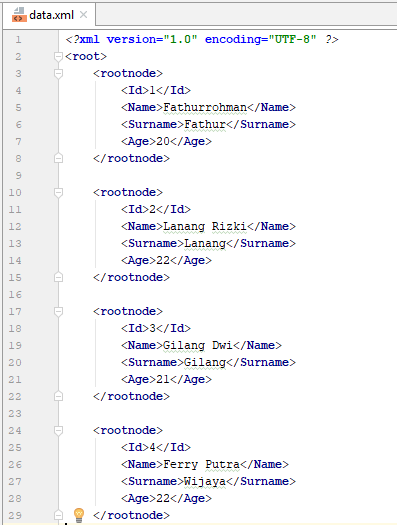 data.xml
1 <?xml version="1.0" encoding="UTF-8" ?>
2 <root>
3 <rootnode>
4 <Id>1</Id>
5 <Name>Fathurrohman</Name>
6 <Surname>Fathur</Surname>
7 <Age>20</Age>
8 </rootnode>
9
10 <rootnode>
11 <Id>2</Id>
12 <Name>Lanang Rizki</Name>
13 <Surname>Lanang</Surname>
14 <Age>22</Age>
15 </rootnode>
16
17 <rootnode>
18 <Id>3</Id>
19 <Name>Gilang Dwi</Name>
20 <Surname>Gilang</Surname>
21 <Age>21</Age>
22 </rootnode>
23
24 <rootnode>
25 <Id>4</Id>
26 <Name>Ferry Putra</Name>
27 <Surname>Wijaya</Surname>
28 <Age>22</Age>
29 </rootnode>